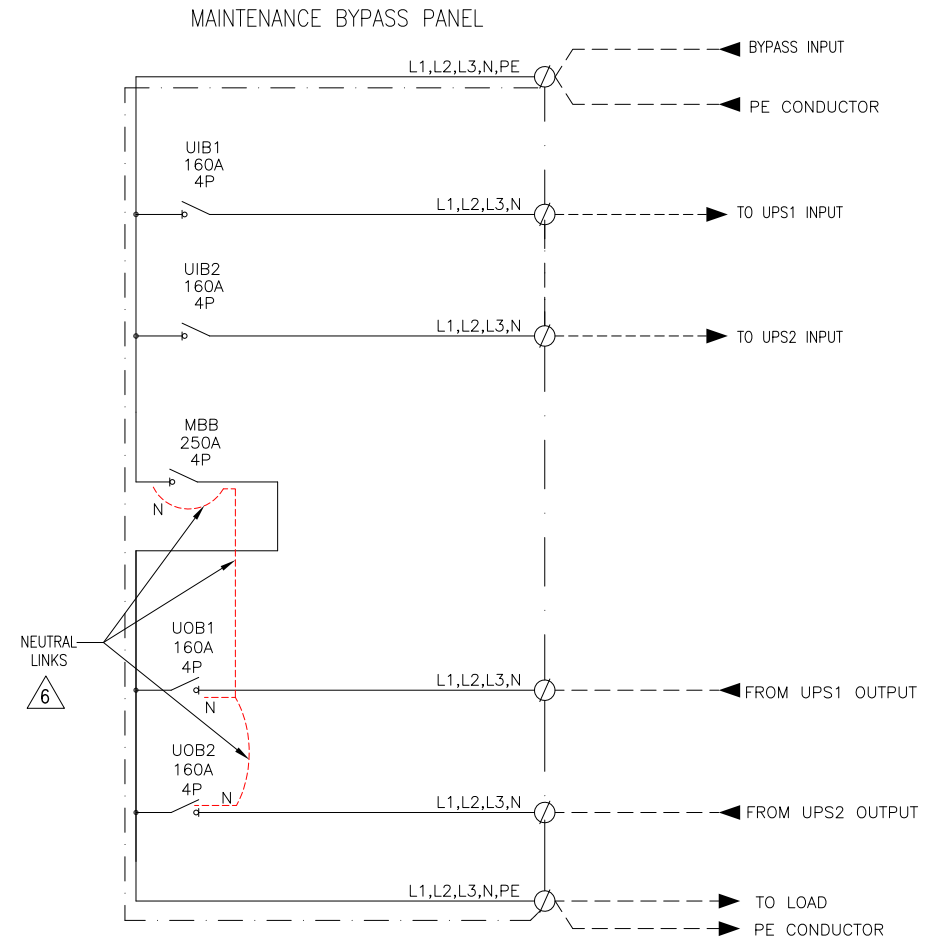 MAINTENANCE BYPASS PANEL
L1,L2,L3,N,PE
BYPASS INPUT
PE CONDUCTOR
UIB1
160A
4P
L1,L2,L3,N
TO UPS1 INPUT
UIB2
160A
4P
L1,L2,L3,N
TO UPS2 INPUT
MBB
250A
4P
N
NEUTRAL
LINKS
6
UOB1
160A
4P
N
L1,L2,L3,N
FROM UPS1 OUTPUT
UOB2
160A
4P
N
L1,L2,L3,N
FROM UPS2 OUTPUT
L1,L2,L3,N,PE
TO LOAD
PE CONDUCTOR